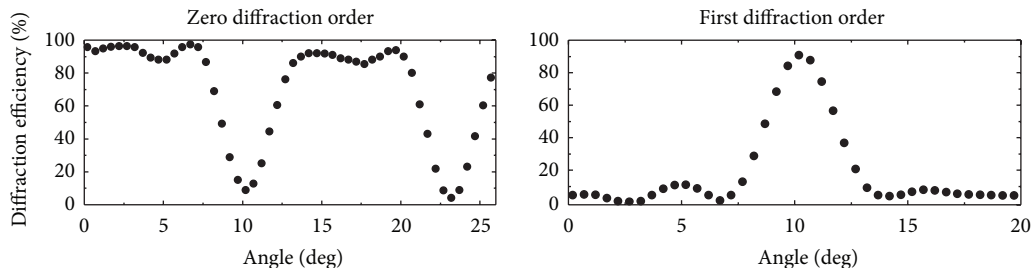 Zero diffraction order
Diffraction efficiency (%)
100
80
60
40
20
0
0 5 10 15 20 25
Angle (deg)
First diffraction order
100
80
60
40
20
0
0 5 10 15 20
Angle (deg)